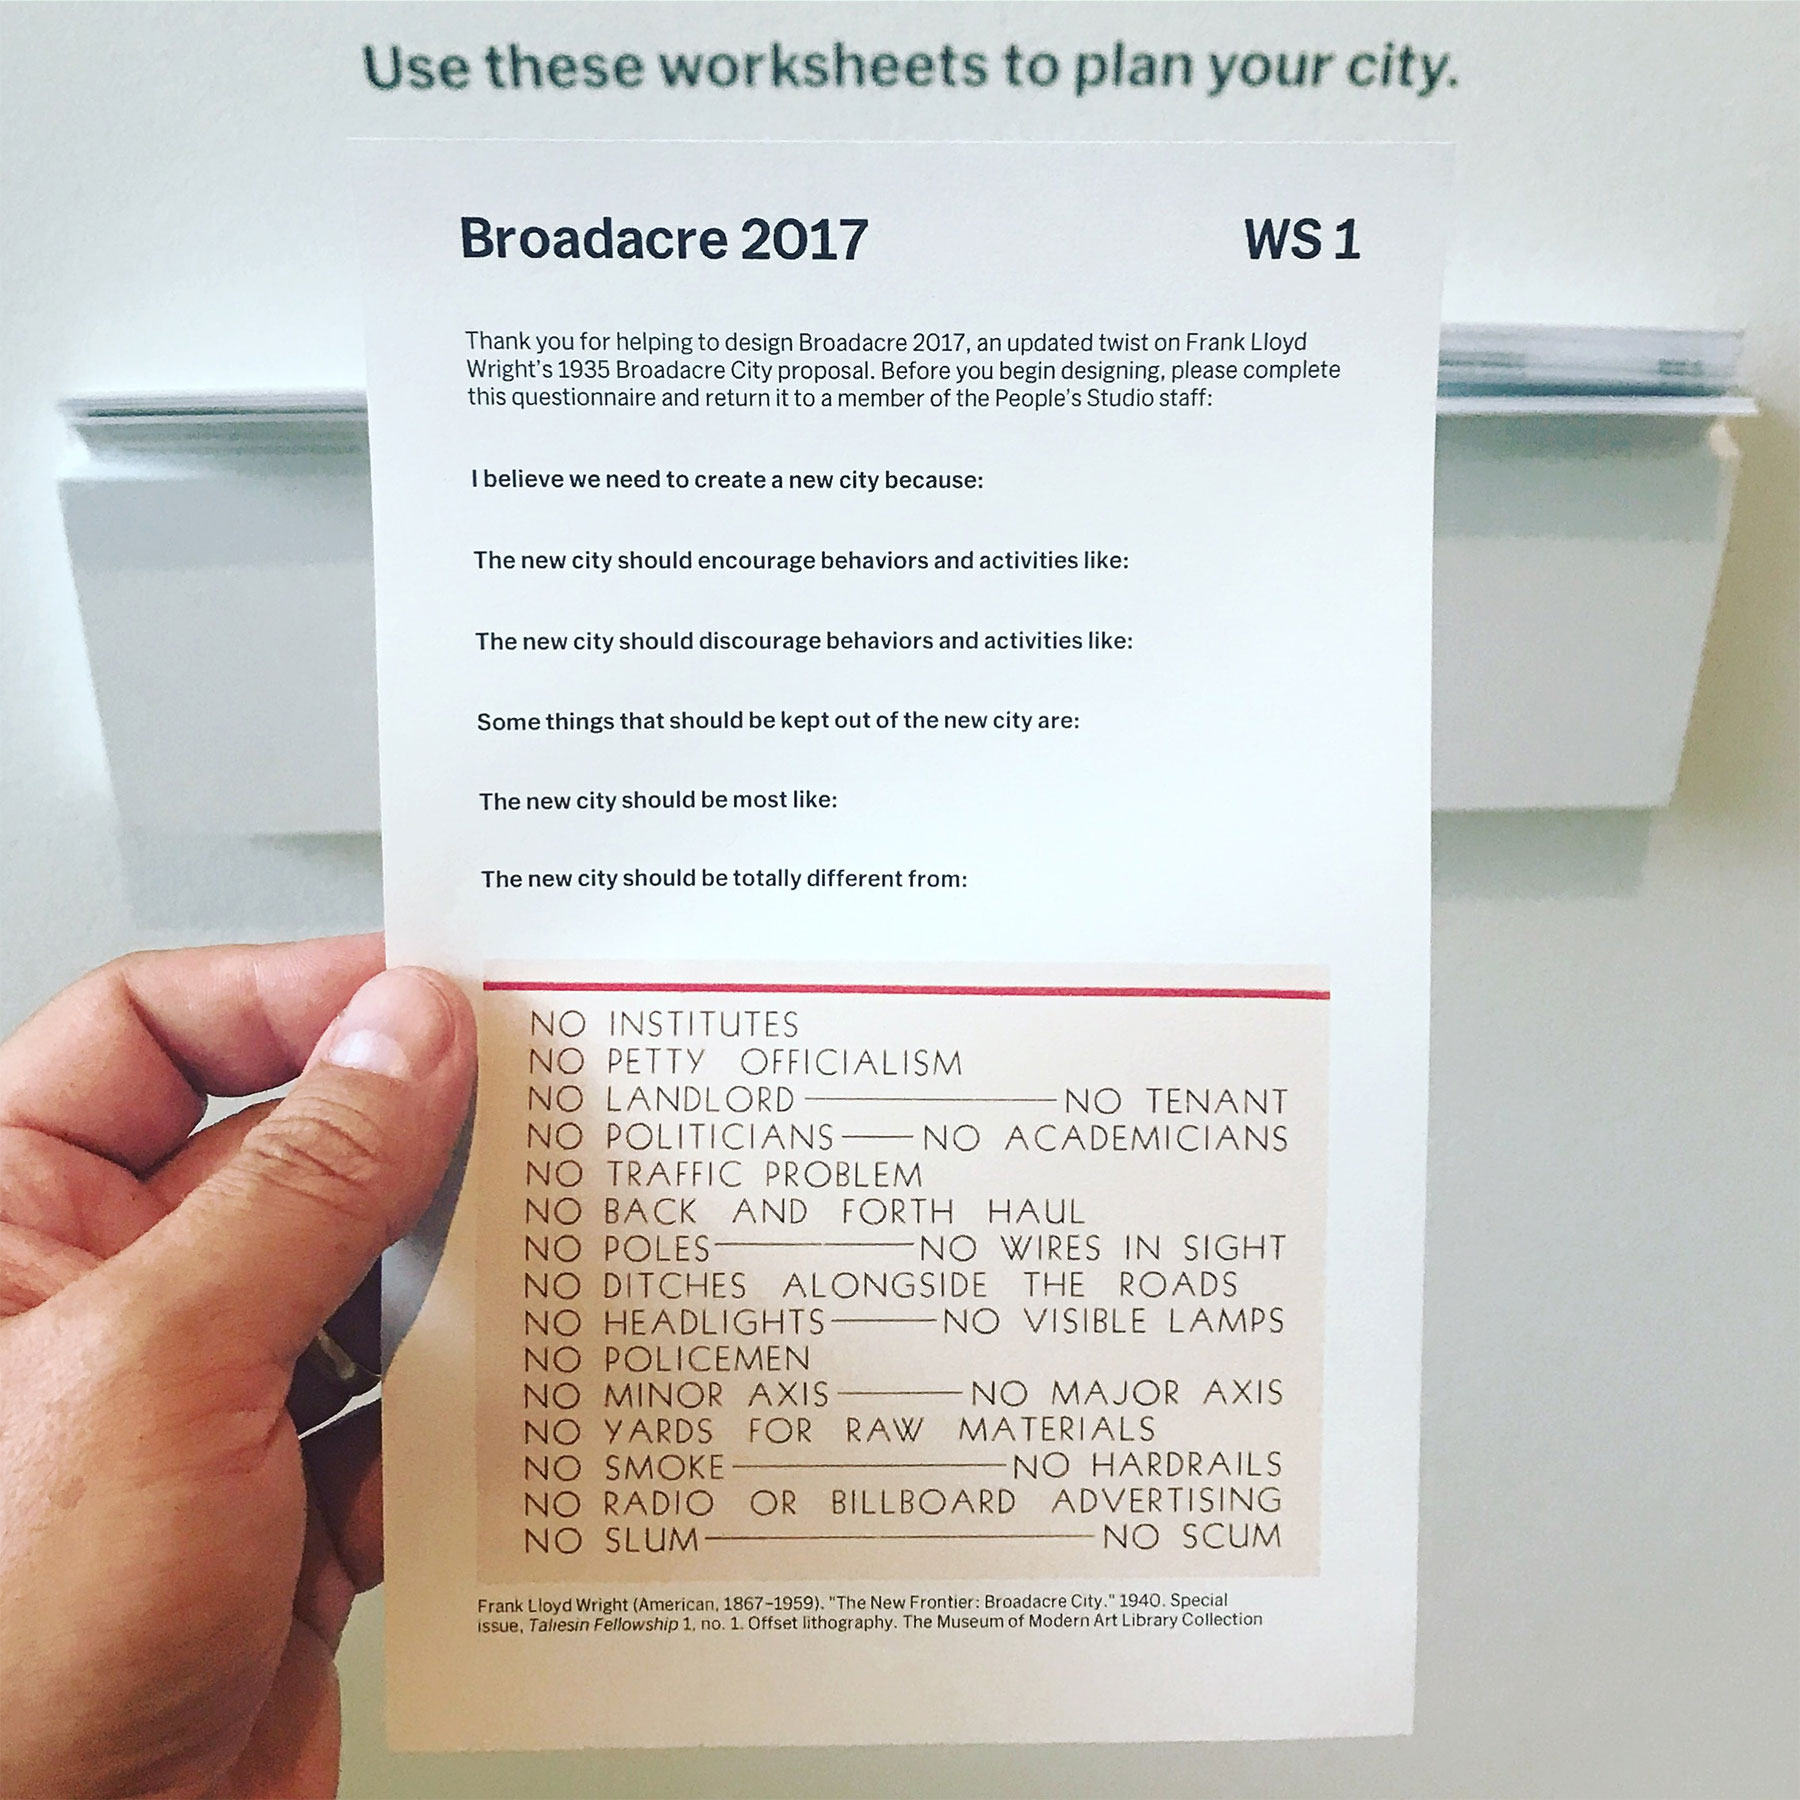 Use these worksheets to plan your city.
Broadacre 2017 WS 1
Thank you for helping to design Broadacre 2017, an updated twist on Frank Lloyd
Wright's 1935 Broadacre City proposal. Before you begin designing, please complete
this questionnaire and return it to a member of the People's Studio staff:
I believe we need to create a new city because:
The new city should encourage behaviors and activities like:
The new city should discourage behaviors and activities like:
Some things that should be kept out of the new city are:
The new city should be most like:
The new city should be totally different from:
NO INSTITUTES
NO PETTY OFFICIALISM
NO LANDLORD — NO TENANT
NO POLITICIANS — NO ACADEMICIANS
NO TRAFFIC PROBLEM
NO BACK AND FORTH HAUL
NO POLES — NO WIRES IN SIGHT
NO DITCHES ALONGSIDE THE ROADS
NO HEADLIGHTS — NO VISIBLE LAMPS
NO POLICEMEN
NO MINOR AXIS — NO MAJOR AXIS
NO YARDS FOR RAW MATERIALS
NO SMOKE — NO HARDRAILS
NO RADIO OR BILLBOARD ADVERTISING
NO SLUM — NO SCUM
Frank Lloyd Wright (American, 1867–1959). "The New Frontier: Broadacre City." 1940. Special
issue, Taliesin Fellowship 1, no. 1. Offset lithography. The Museum of Modern Art Library Collection